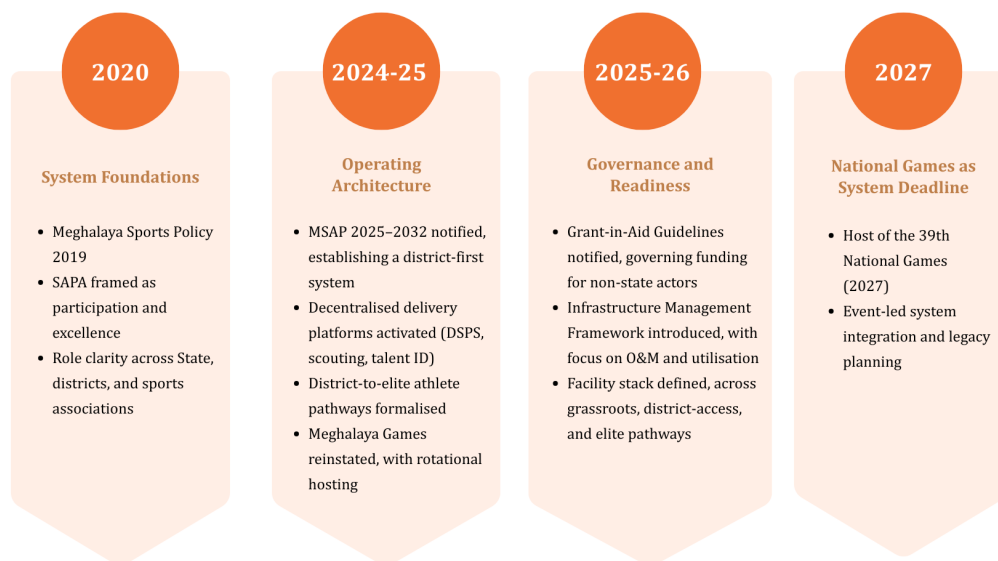 2020
System Foundations
• Meghalaya Sports Policy
2019
• SAPA framed as
participation and
excellence
• Role clarity across State,
districts, and sports
associations
2024-25
Operating
Architecture
• MSAP 2025–2032 notified,
establishing a district-first
system
• Decentralised delivery
platforms activated (DSPS,
scouting, talent ID)
• District-to-elite athlete
pathways formalised
• Meghalaya Games
reinstated, with rotational
hosting
2025-26
Governance and
Readiness
• Grant-in-Aid Guidelines
notified, governing funding
for non-state actors
• Infrastructure Management
Framework introduced, with
focus on O&M and utilisation
• Facility stack defined, across
grassroots, district-access,
and elite pathways
2027
National Games as
System Deadline
• Host of the 39th
National Games
(2027)
• Event-led system
integration and legacy
planning